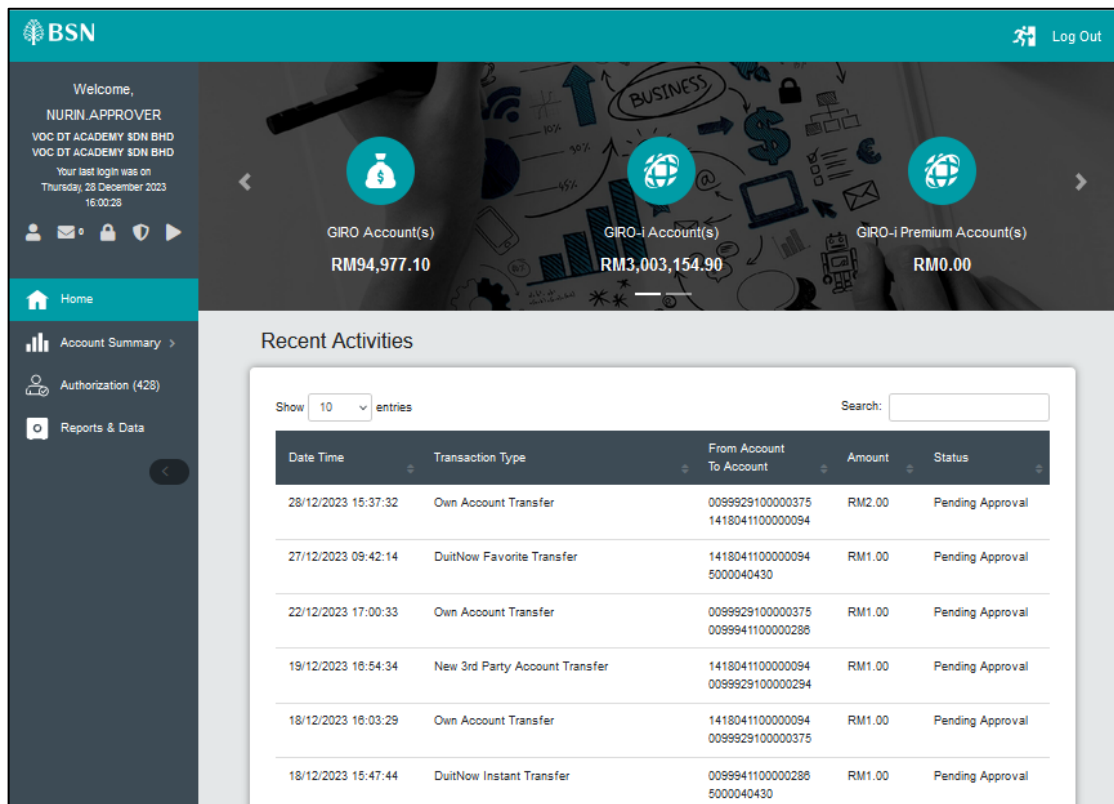 BSN
Log Out
Welcome,
NURIN.APPROVER
VOC DT ACADEMY SDN BHD
VOC DT ACADEMY SDN BHD
Your last login was on
Thursday, 28 December 2023
16:00:28
0
BUSINESS
10%
30%
45%
GIRO Account(s)
RM94,977.10
GIRO-i Account(s)
RM3,003,154.90
GIRO-i Premium Account(s)
RM0.00
Home
Account Summary >
Authorization (428)
Reports & Data
Recent Activities
Show 10 entries
Search:
Date Time Transaction Type From Account To Account Amount Status
28/12/2023 15:37:32 Own Account Transfer 0099929100000375 RM2.00 Pending Approval
1418041100000094
27/12/2023 09:42:14 DuitNow Favorite Transfer 1418041100000094 RM1.00 Pending Approval
5000040430
22/12/2023 17:00:33 Own Account Transfer 0099929100000375 RM1.00 Pending Approval
0099941100000286
19/12/2023 16:54:34 New 3rd Party Account Transfer 1418041100000094 RM1.00 Pending Approval
0099929100000294
18/12/2023 16:03:29 Own Account Transfer 1418041100000094 RM1.00 Pending Approval
0099929100000375
18/12/2023 15:47:44 DuitNow Instant Transfer 0099941100000286 RM1.00 Pending Approval
5000040430